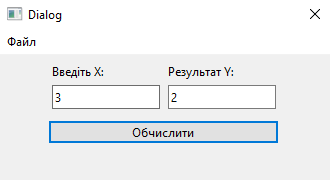 Dialog
Файл
Введіть X: Результат Y:
3 2
Обчислити